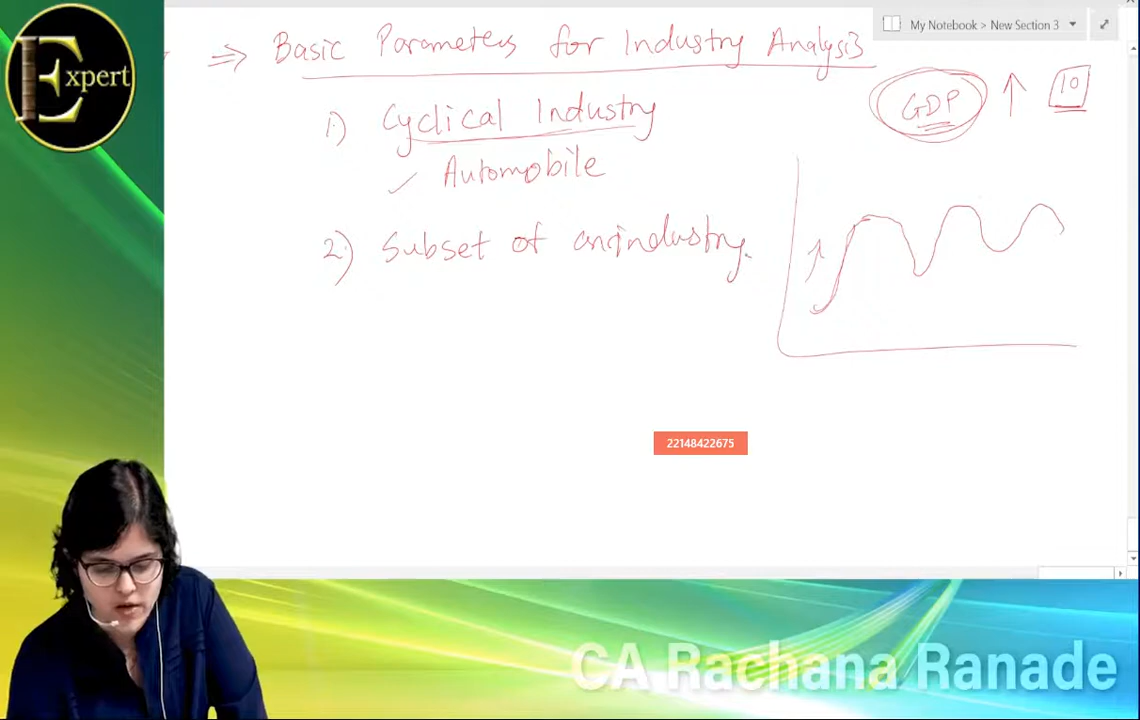 Expert
My Notebook > New Section 3
⇒ Basic Parameters for Industry Analysis
GDP ↑ 10
1) Cyclical Industry
✓ Automobile
2) Subset of an industry.
22148422675
CA Rachana Ranade